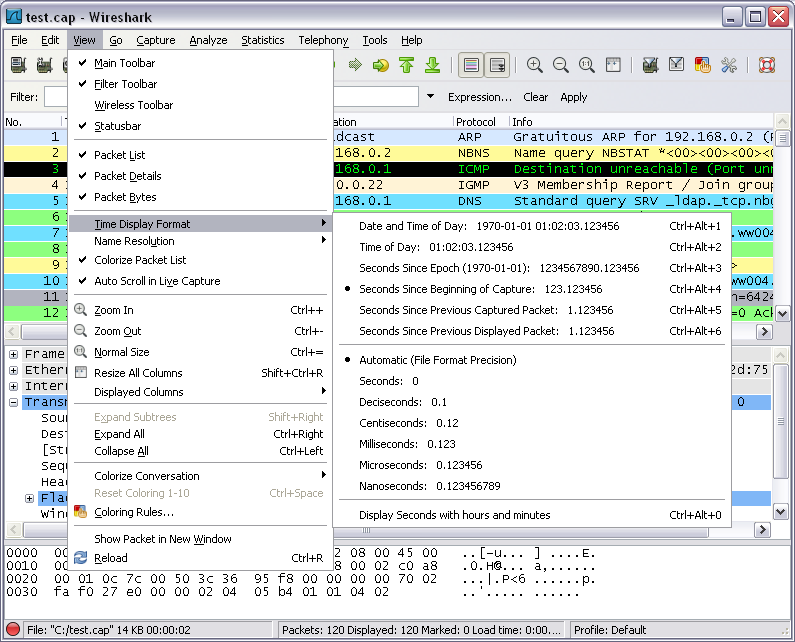 test.cap - Wireshark
File Edit View Go Capture Analyze Statistics Telephony Tools Help
Filter: Expression... Clear Apply
Main Toolbar
Filter Toolbar
Wireless Toolbar
Statusbar
Packet List
Packet Details
Packet Bytes
Time Display Format
Name Resolution
Colorize Packet List
Auto Scroll in Live Capture
Zoom In Ctrl++
Zoom Out Ctrl+-
Normal Size Ctrl+=
Resize All Columns Shift+Ctrl+R
Displayed Columns
Expand Subtrees Shift+Right
Expand All Ctrl+Right
Collapse All Ctrl+Left
Colorize Conversation
Reset Coloring 1-10 Ctrl+Space
Coloring Rules...
Show Packet in New Window
Reload Ctrl+R
No. Protocol Info
1 dcast ARP Gratuitous ARP for 192.168.0.2
2 168.0.2 NBNS Name query NBSTAT *<00><00><00><0
3 168.0.1 ICMP Destination unreachable (Port un
4 0.0.22 IGMP V3 Membership Report / Join group
5 168.0.1 DNS Standard query SRV _ldap._tcp.nbg
6
7 .ww004.
8
9
10 ww004.
11 n=6424
12 =0 Ack
Date and Time of Day: 1970-01-01 01:02:03.123456 Ctrl+Alt+1
Time of Day: 01:02:03.123456 Ctrl+Alt+2
Seconds Since Epoch (1970-01-01): 1234567890.123456 Ctrl+Alt+3
Seconds Since Beginning of Capture: 123.123456 Ctrl+Alt+4
Seconds Since Previous Captured Packet: 1.123456 Ctrl+Alt+5
Seconds Since Previous Displayed Packet: 1.123456 Ctrl+Alt+6
Automatic (File Format Precision)
Seconds: 0
Deciseconds: 0.1
Centiseconds: 0.12
Milliseconds: 0.123
Microseconds: 0.123456
Nanoseconds: 0.123456789
Display Seconds with hours and minutes Ctrl+Alt+0
Frame
Ethern 2d:75
Intern
Transm 0
Sour
Dest
[Str
Sequ
Head
Flag
Wind
0000 00 2 08 00 45 00 ..[-u... ] ....E.
0010 00 8 00 02 c0 a8 .0.H@... a,......
0020 00 01 0c 7c 00 50 3c 36 95 f8 00 00 00 00 70 02 ...|.P<6 ......p.
0030 fa f0 27 e0 00 00 02 04 05 b4 01 01 04 02 ..'..... ......
File: "C:/test.cap" 14 KB 00:00:02 Packets: 120 Displayed: 120 Marked: 0 Load time: 0:00.... Profile: Default